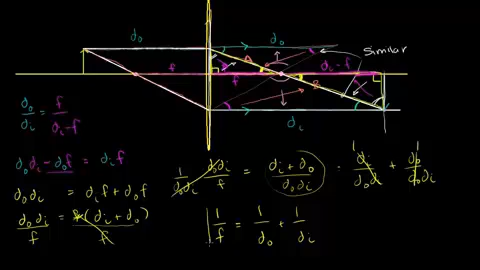 d₀ d₀ Similar
f f dᵢ - f
A
B
dᵢ
d₀/dᵢ = f/(dᵢ-f)
d₀dᵢ - d₀f = dᵢf
d₀dᵢ = dᵢf + d₀f
d₀dᵢ/f = f(dᵢ + d₀)/f
1/(d₀dᵢ) d₀dᵢ/f = (dᵢ + d₀)/(d₀dᵢ) = dᵢ/(d₀dᵢ) + d₀/(d₀dᵢ)
1/f = 1/d₀ + 1/dᵢ